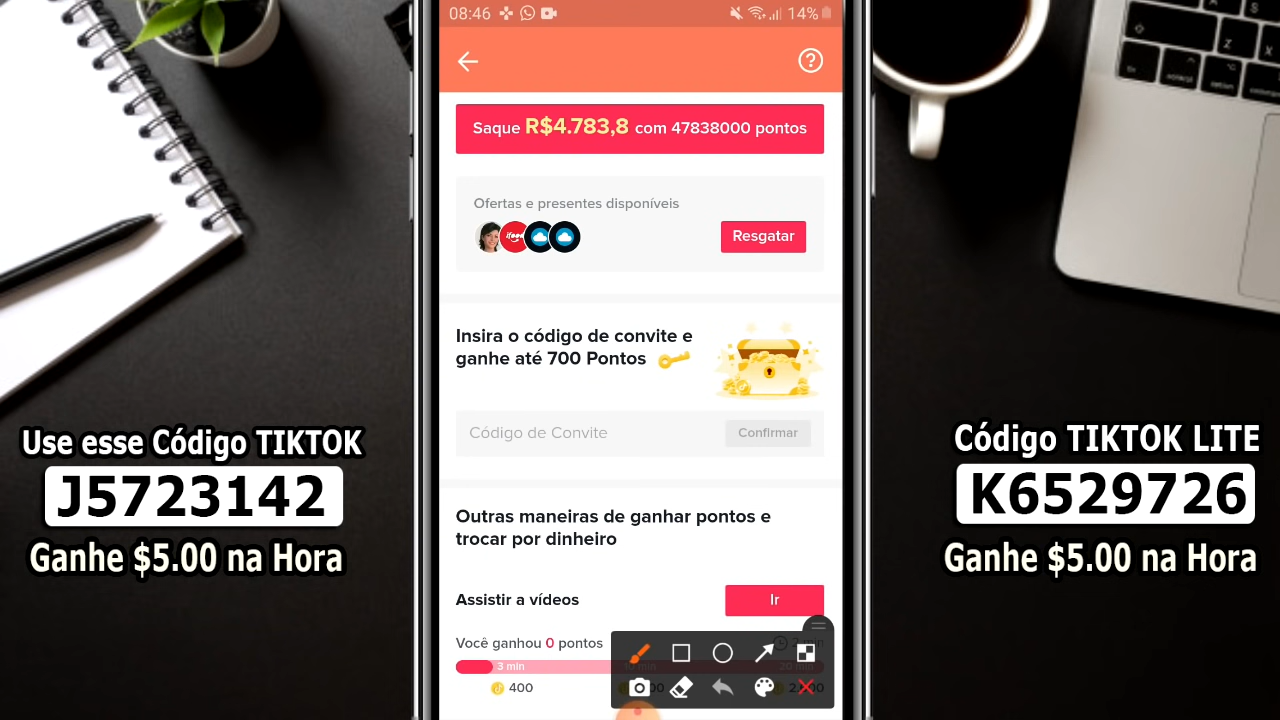 08:46
14%
Saque R$4.783,8 com 47838000 pontos
Ofertas e presentes disponíveis
ifood
Resgatar
Insira o código de convite e
ganhe até 700 Pontos
Código de Convite
Confirmar
Outras maneiras de ganhar pontos e
trocar por dinheiro
Assistir a vídeos
Ir
Você ganhou 0 pontos
2 min
3 min
400
Use esse Código TIKTOK
J5723142
Ganhe $5.00 na Hora
Código TIKTOK LITE
K6529726
Ganhe $5.00 na Hora